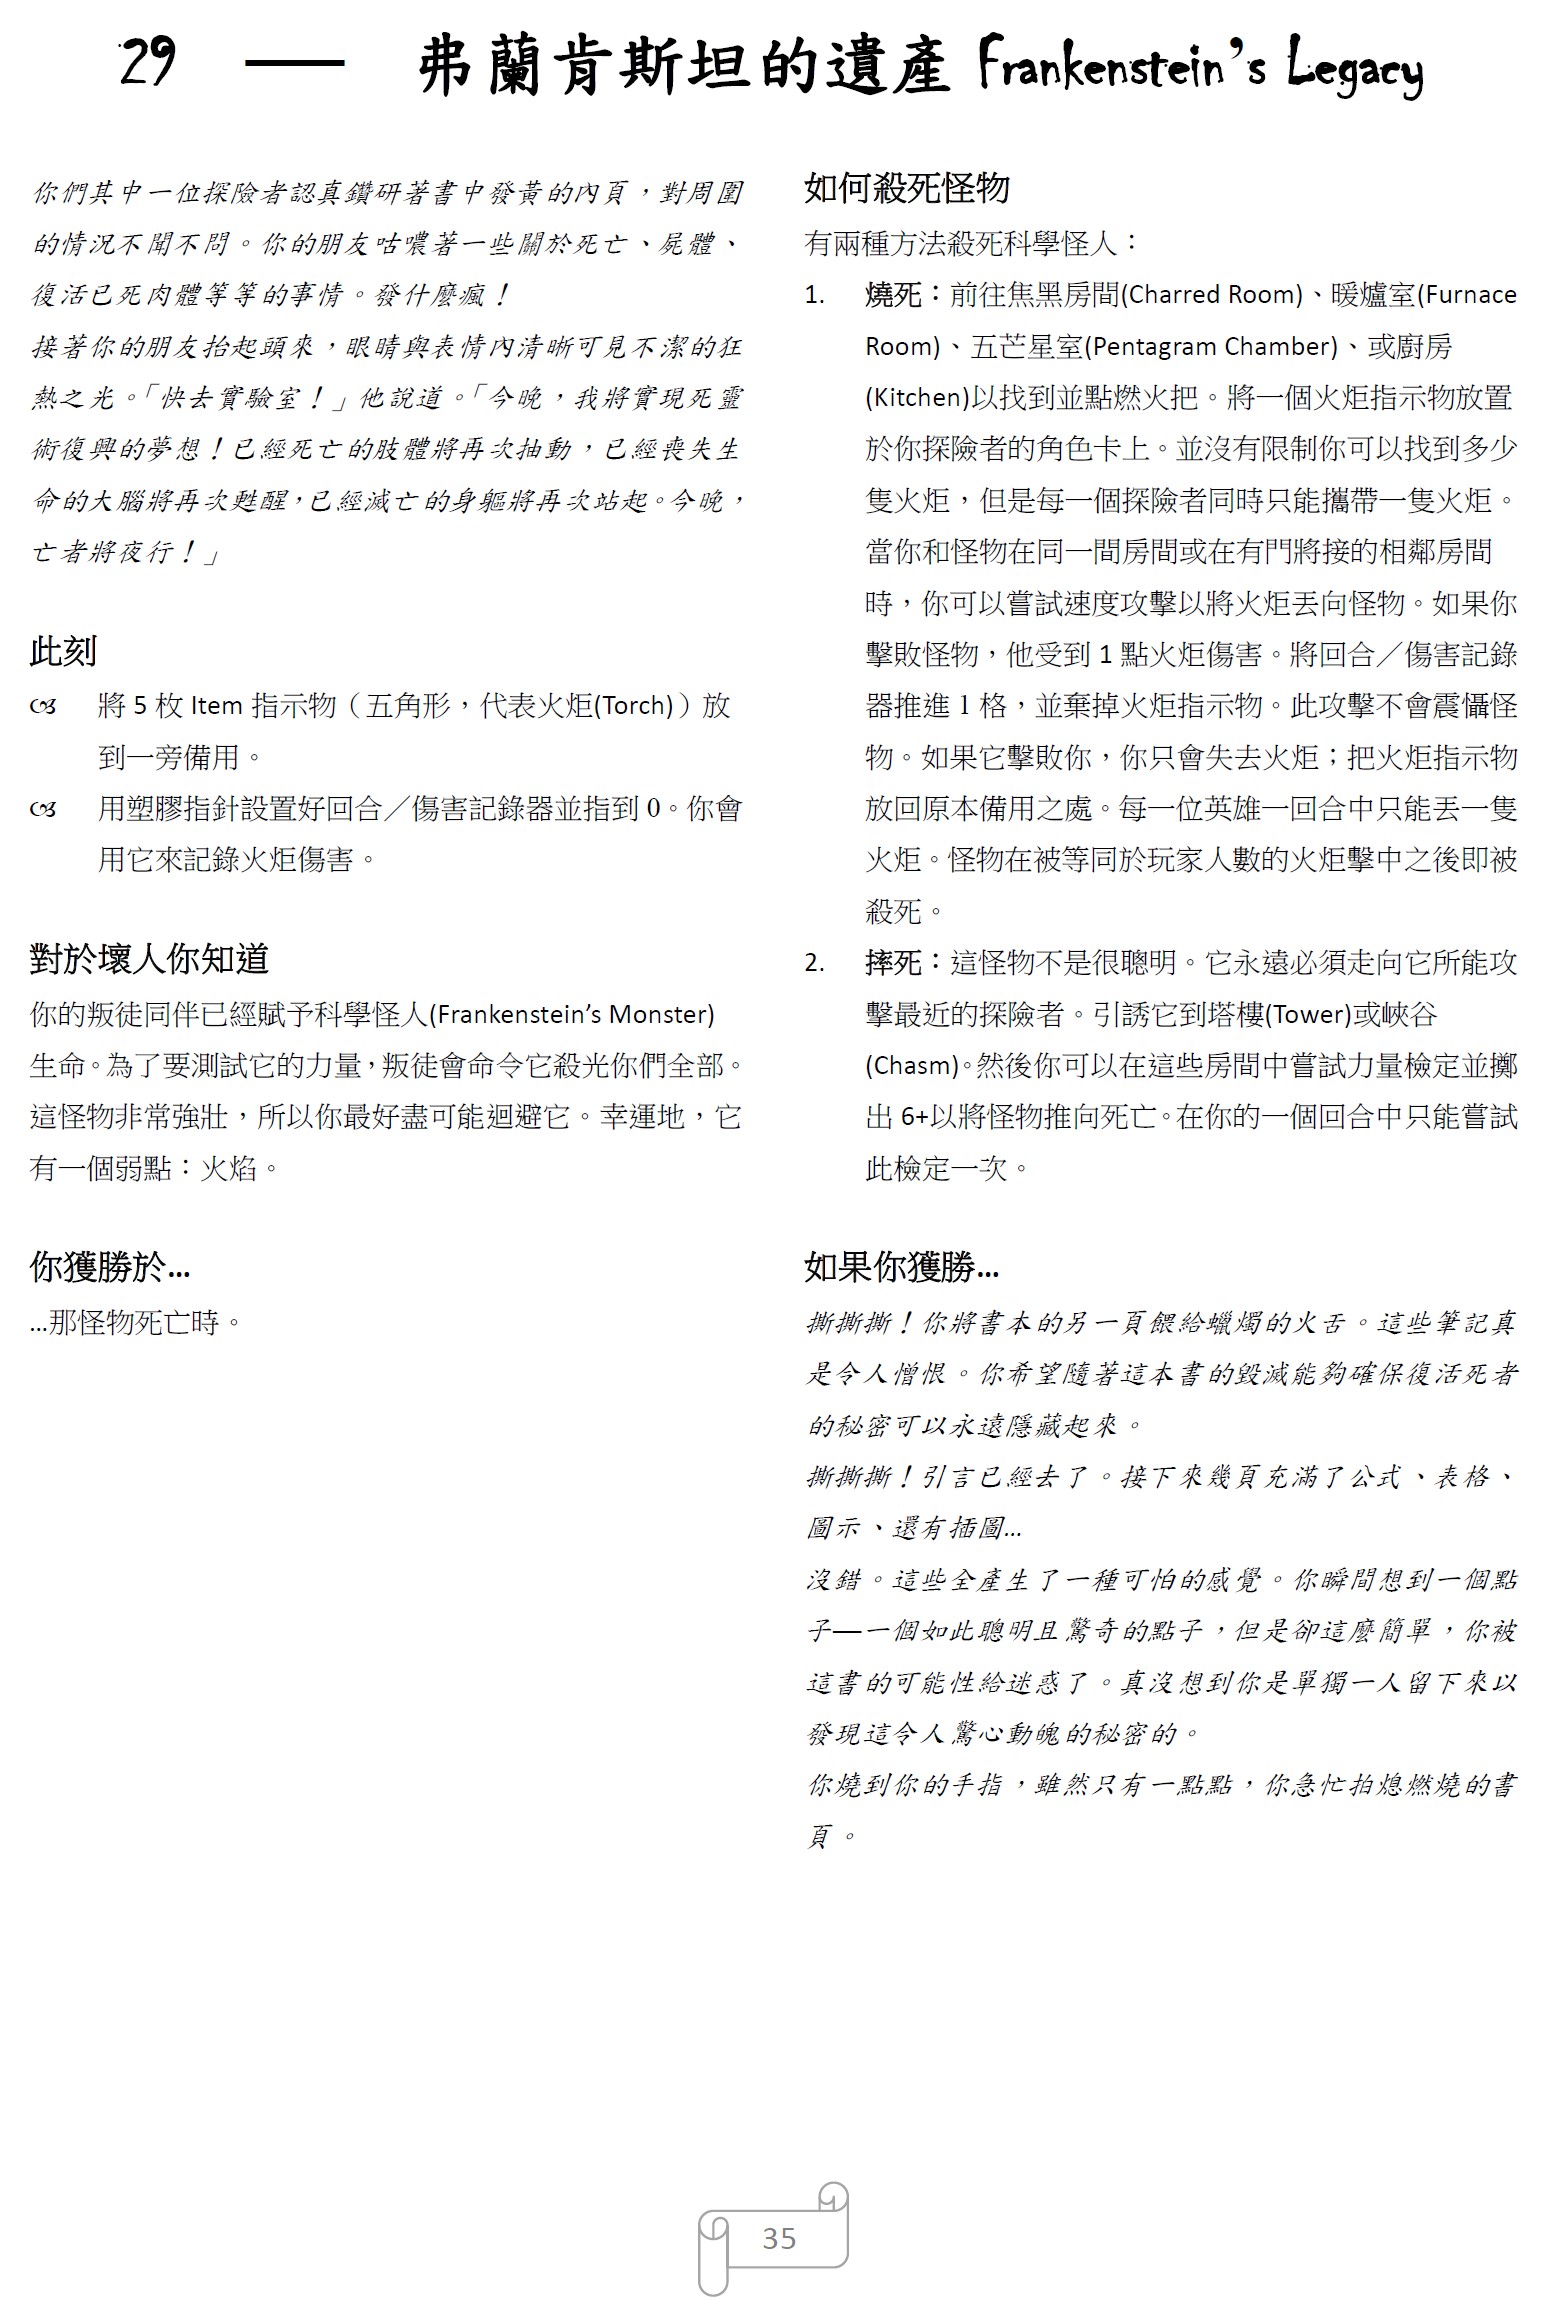 29 — 弗蘭肯斯坦的遺產 Frankenstein’s Legacy
你們其中一位探險者認真鑽研著書中發黃的內頁，對周圍
的情況不聞不問。你的朋友咕噥著一些關於死亡、屍體、
復活已死肉體等等的事情。發什麼瘋！
接著你的朋友抬起頭來，眼睛與表情內清晰可見不潔的狂
熱之光。「快去實驗室！」他說道。「今晚，我將實現死靈
術復興的夢想！已經死亡的肢體將再次抽動，已經喪失生
命的大腦將再次甦醒，已經滅亡的身軀將再次站起。今晚，
亡者將夜行！」
此刻
將 5 枚 Item 指示物（五角形，代表火炬(Torch)）放
到一旁備用。
用塑膠指針設置好回合／傷害記錄器並指到 0。你會
用它來記錄火炬傷害。
對於壞人你知道
你的叛徒同伴已經賦予科學怪人(Frankenstein’s Monster)
生命。為了要測試它的力量，叛徒會命令它殺光你們全部。
這怪物非常強壯，所以你最好盡可能迴避它。幸運地，它
有一個弱點：火焰。
你獲勝於…
…那怪物死亡時。
如何殺死怪物
有兩種方法殺死科學怪人：
1. 燒死：前往焦黑房間(Charred Room)、暖爐室(Furnace
Room)、五芒星室(Pentagram Chamber)、或廚房
(Kitchen)以找到並點燃火把。將一個火炬指示物放置
於你探險者的角色卡上。並沒有限制你可以找到多少
隻火炬，但是每一個探險者同時只能攜帶一隻火炬。
當你和怪物在同一間房間或在有門將接的相鄰房間
時，你可以嘗試速度攻擊以將火炬丟向怪物。如果你
擊敗怪物，他受到 1 點火炬傷害。將回合／傷害記錄
器推進 1 格，並棄掉火炬指示物。此攻擊不會震懾怪
物。如果它擊敗你，你只會失去火炬；把火炬指示物
放回原本備用之處。每一位英雄一回合中只能丟一隻
火炬。怪物在被等同於玩家人數的火炬擊中之後即被
殺死。
2. 摔死：這怪物不是很聰明。它永遠必須走向它所能攻
擊最近的探險者。引誘它到塔樓(Tower)或峽谷
(Chasm)。然後你可以在這些房間中嘗試力量檢定並擲
出 6+以將怪物推向死亡。在你的一個回合中只能嘗試
此檢定一次。
如果你獲勝…
撕撕撕！你將書本的另一頁餵給蠟燭的火舌。這些筆記真
是令人憎恨。你希望隨著這本書的毀滅能夠確保復活死者
的秘密可以永遠隱藏起來。
撕撕撕！引言已經去了。接下來幾頁充滿了公式、表格、
圖示、還有插圖…
沒錯。這些全產生了一種可怕的感覺。你瞬間想到一個點
子—一個如此聰明且驚奇的點子，但是卻這麼簡單，你被
這書的可能性給迷惑了。真沒想到你是單獨一人留下來以
發現這令人驚心動魄的秘密的。
你燒到你的手指，雖然只有一點點，你急忙拍熄燃燒的書
頁。
35